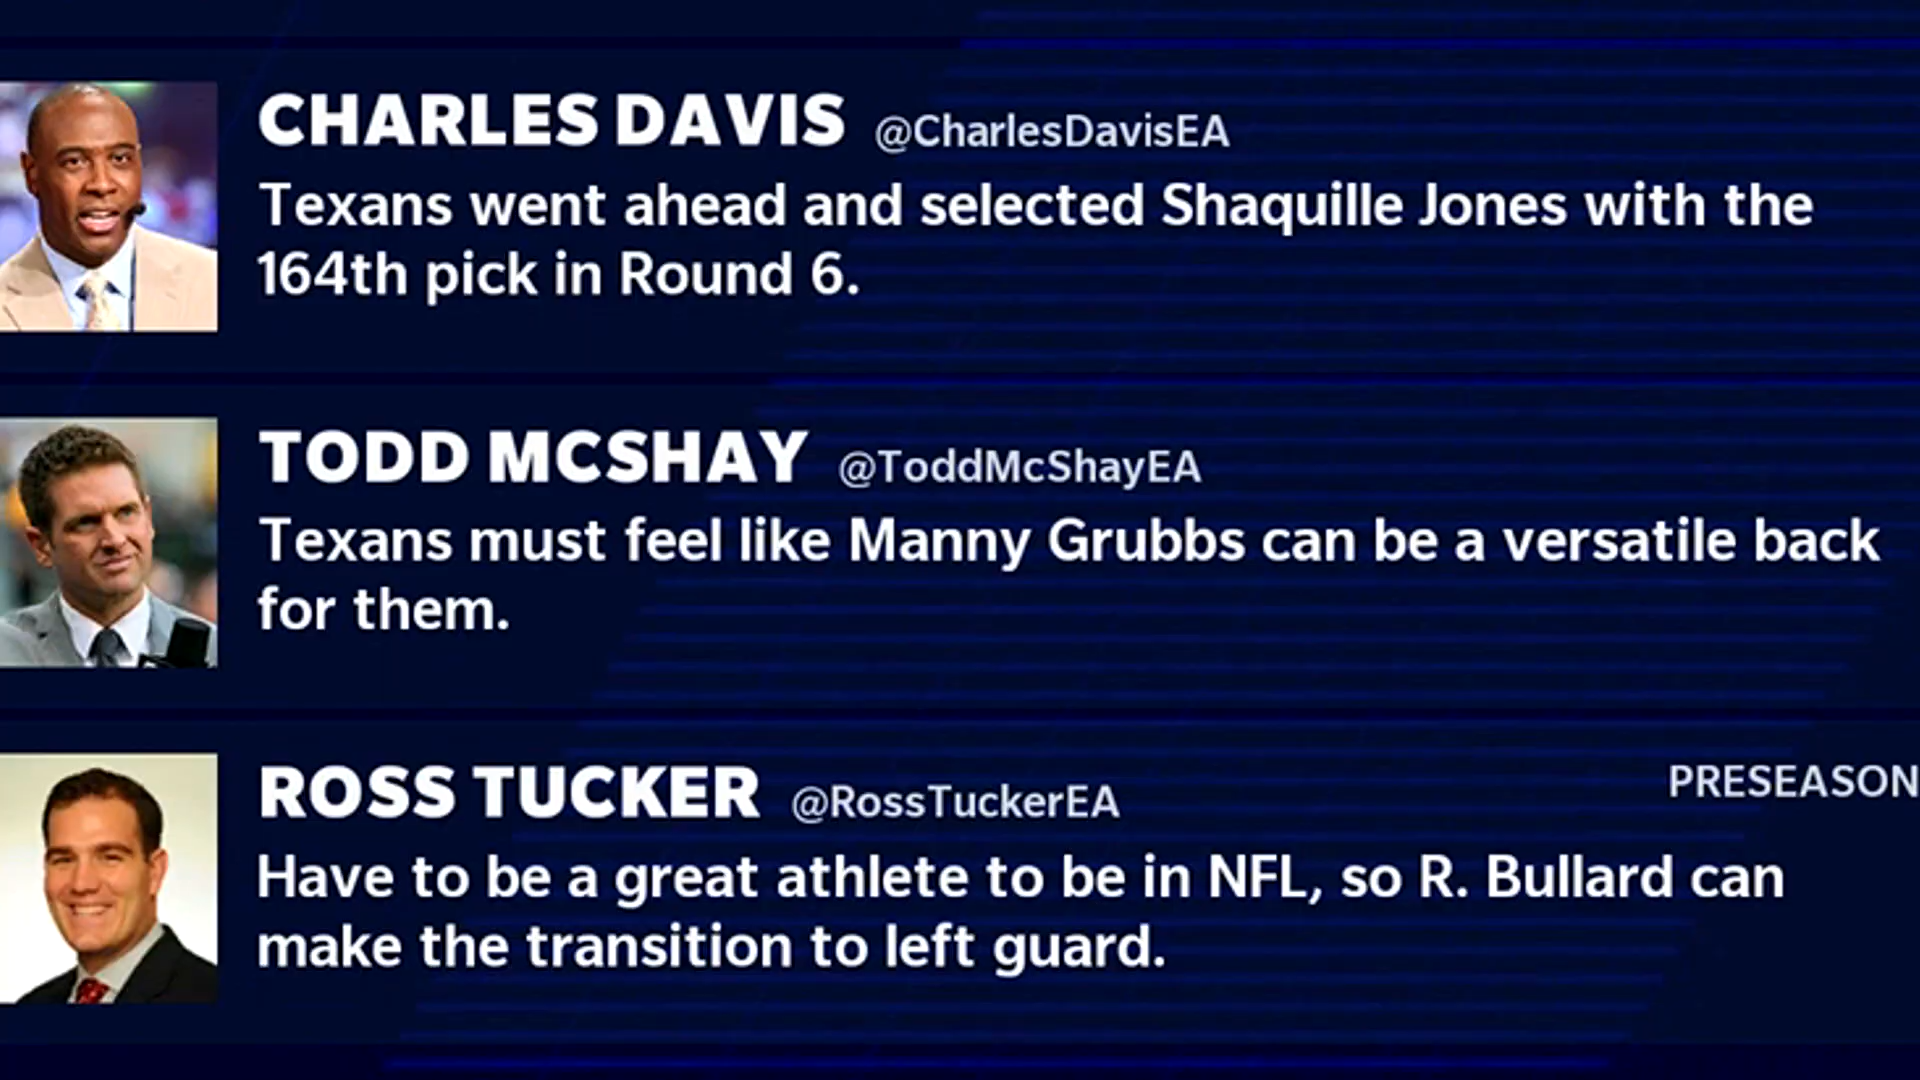 CHARLES DAVIS @CharlesDavisEA
Texans went ahead and selected Shaquille Jones with the
164th pick in Round 6.
TODD MCSHAY @ToddMcShayEA
Texans must feel like Manny Grubbs can be a versatile back
for them.
ROSS TUCKER @RossTuckerEA
PRESEASON
Have to be a great athlete to be in NFL, so R. Bullard can
make the transition to left guard.